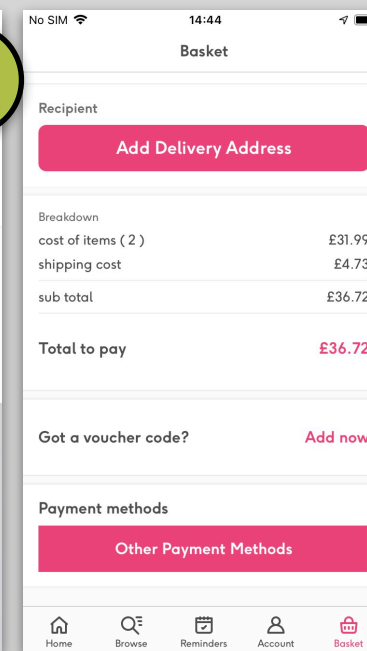 No SIM 14:44
Basket
Recipient
Add Delivery Address
Breakdown
cost of items ( 2 ) £31.99
shipping cost £4.73
sub total £36.72
Total to pay £36.72
Got a voucher code? Add now
Payment methods
Other Payment Methods
Home Browse Reminders Account Basket